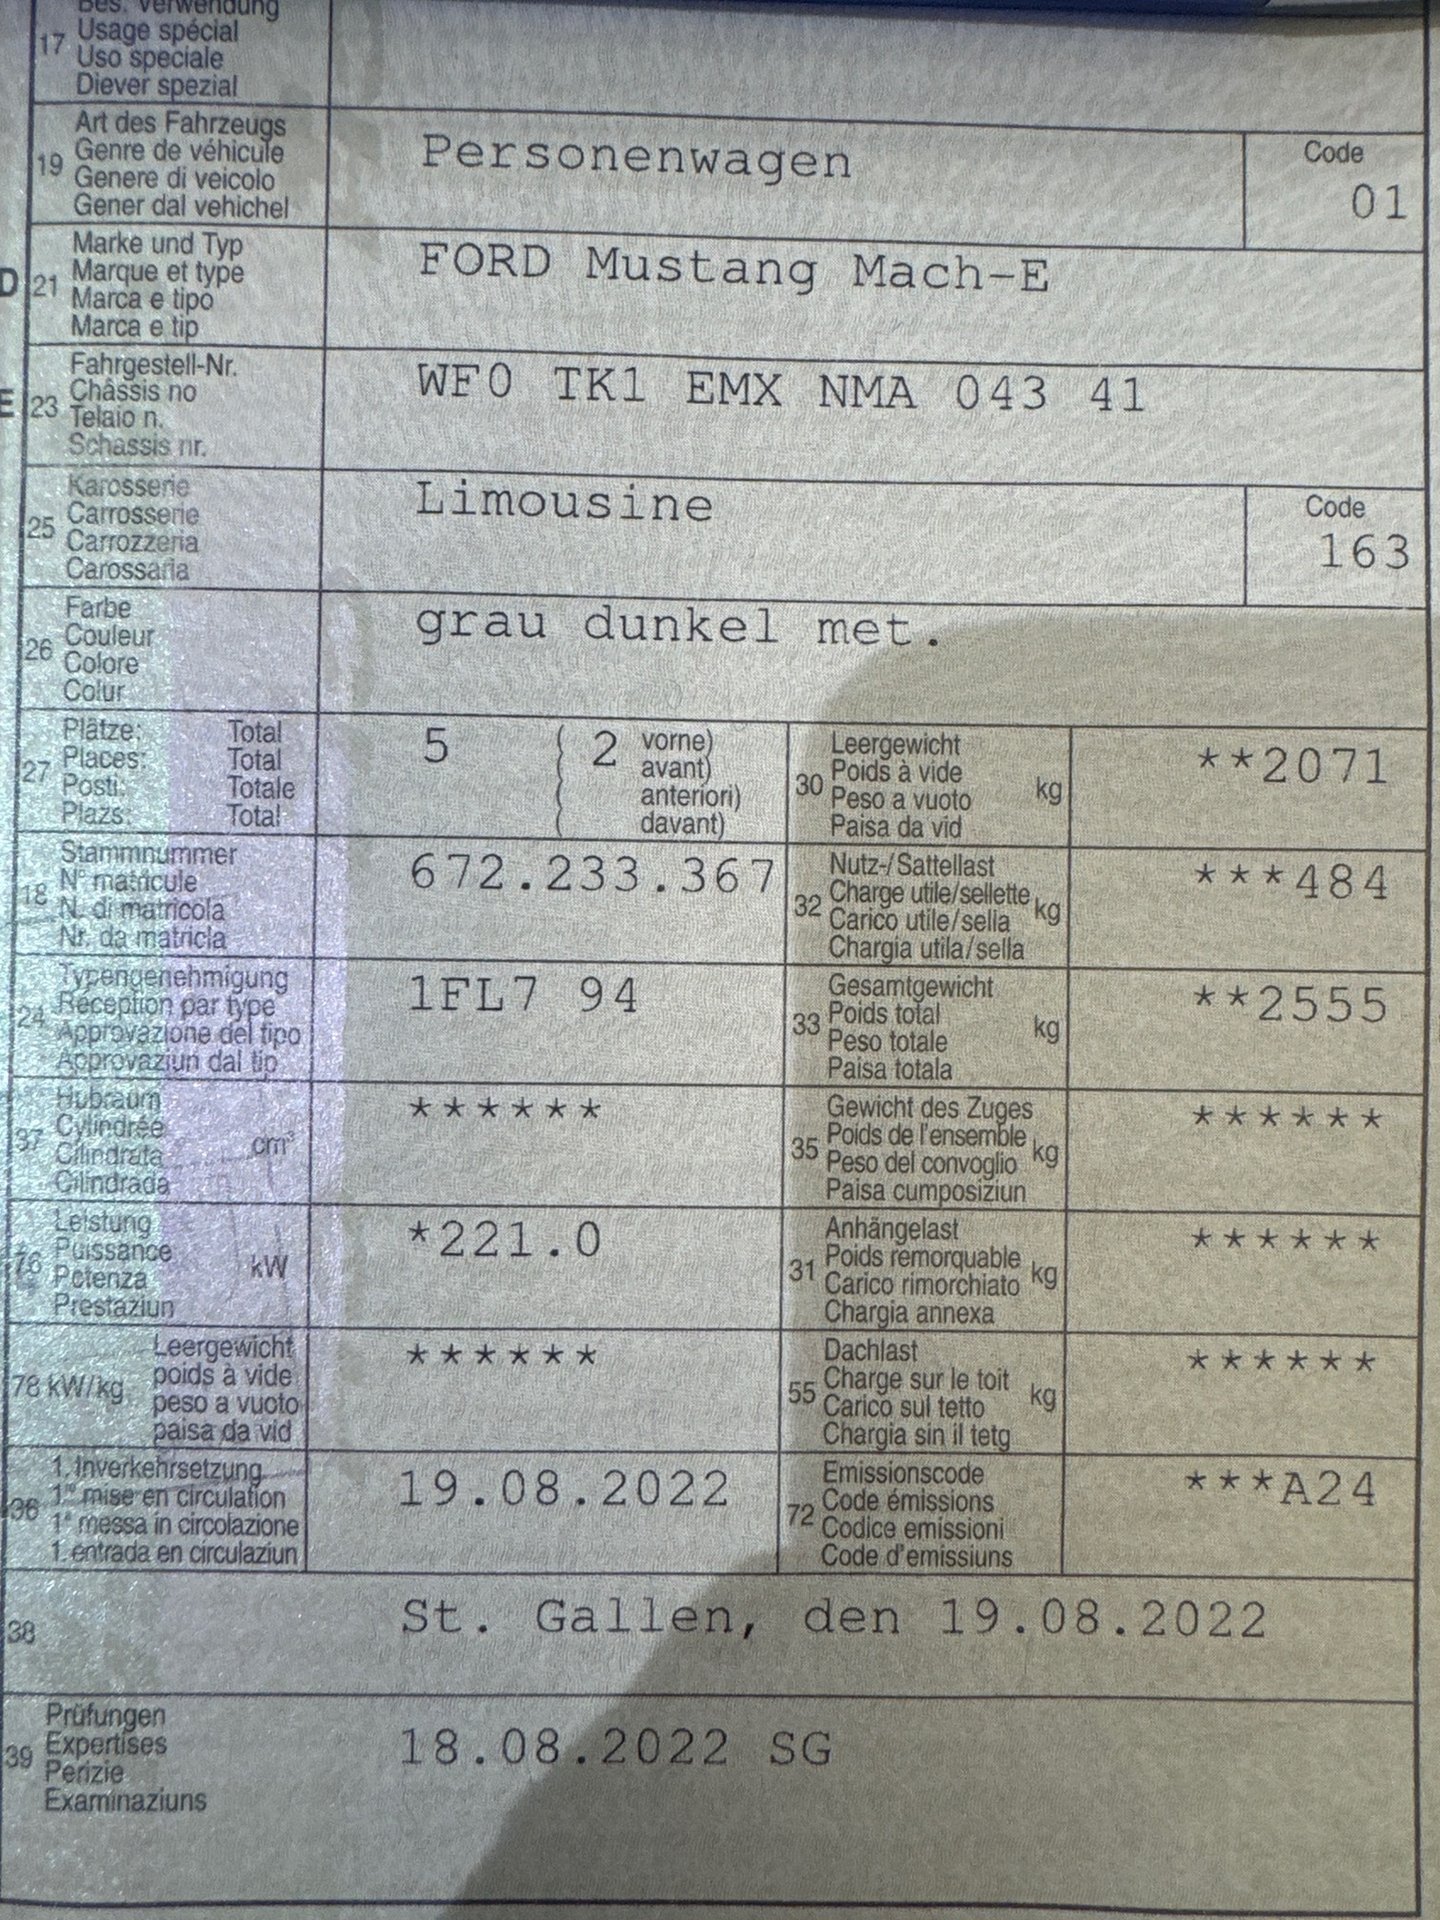 Bes. Verwendung
17 Usage spécial
Uso speciale
Diever spezial
Art des Fahrzeugs
19 Genre de véhicule
Genere di veicolo
Gener dal vehichel
Personenwagen
Code
01
D 21 Marke und Typ
Marque et type
Marca e tipo
Marca e tip
FORD Mustang Mach-E
E 23 Fahrgestell-Nr.
Châssis no
Telaio n.
Schassis nr.
WF0 TK1 EMX NMA 043 41
25 Karosserie
Carrosserie
Carrozzeria
Carossaria
Limousine
Code
163
26 Farbe
Couleur
Colore
Colur
grau dunkel met.
27 Plätze: Total
Places: Total
Posti: Totale
Plazs: Total
5 ( 2 vorne)
( avant)
( anteriori)
( davant)
30 Leergewicht
Poids à vide
Peso a vuoto kg
Paisa da vid
**2071
18 Stammnummer
N° matricule
N. di matricola
Nr. da matricla
672.233.367
32 Nutz-/Sattellast
Charge utile/sellette
Carico utile/sella kg
Chargia utila/sella
***484
24 Typengenehmigung
Réception par type
Approvazione del tipo
Approvaziun dal tip
1FL7 94
33 Gesamtgewicht
Poids total
Peso totale kg
Paisa totala
**2555
37 Hubraum
Cylindrée
Cilindrata cm³
Cilindrada
******
35 Gewicht des Zuges
Poids de l'ensemble
Peso del convoglio kg
Paisa cumposiziun
******
76 Leistung
Puissance
Potenza kW
Prestaziun
*221.0
31 Anhängelast
Poids remorquable
Carico rimorchiato kg
Chargia annexa
******
78 kW/kg Leergewicht
poids à vide
peso a vuoto
paisa da vid
******
55 Dachlast
Charge sur le toit
Carico sul tetto kg
Chargia sin il tetg
******
36 1. Inverkehrsetzung
1re mise en circulation
1a messa in circolazione
1. entrada en circulaziun
19.08.2022
72 Emissionscode
Code émissions
Codice emissioni
Code d'emissiuns
***A24
38
St. Gallen, den 19.08.2022
39 Prüfungen
Expertises
Perizie
Examinaziuns
18.08.2022 SG